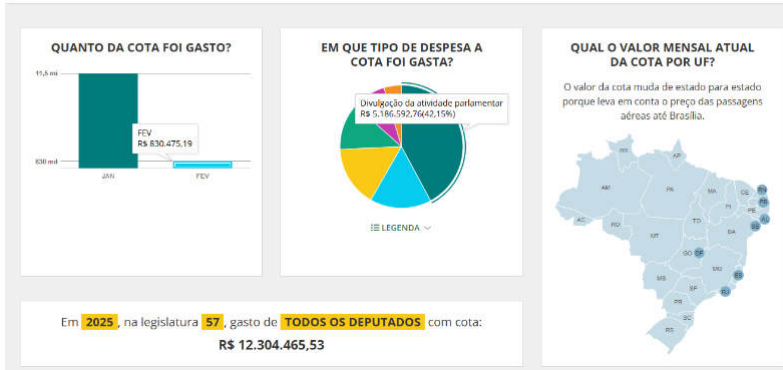 QUANTO DA COTA FOI GASTO?
11,5 mi
FEV
R$ 830.475,19
830 mil
JAN
FEV
EM QUE TIPO DE DESPESA A
COTA FOI GASTA?
Divulgação da atividade parlamentar
R$ 5.186.592,76(42,15%)
LEGENDA
QUAL O VALOR MENSAL ATUAL
DA COTA POR UF?
O valor da cota muda de estado para estado
porque leva em conta o preço das passagens
aéreas até Brasília.
RR
AP
AM
PA
MA
CE
RN
PB
PI
PE
AL
AC
RO
TO
SE
BA
MT
GO
DF
MG
ES
MS
SP
RJ
PR
SC
RS
Em 2025, na legislatura 57, gasto de TODOS OS DEPUTADOS com cota:
R$ 12.304.465,53